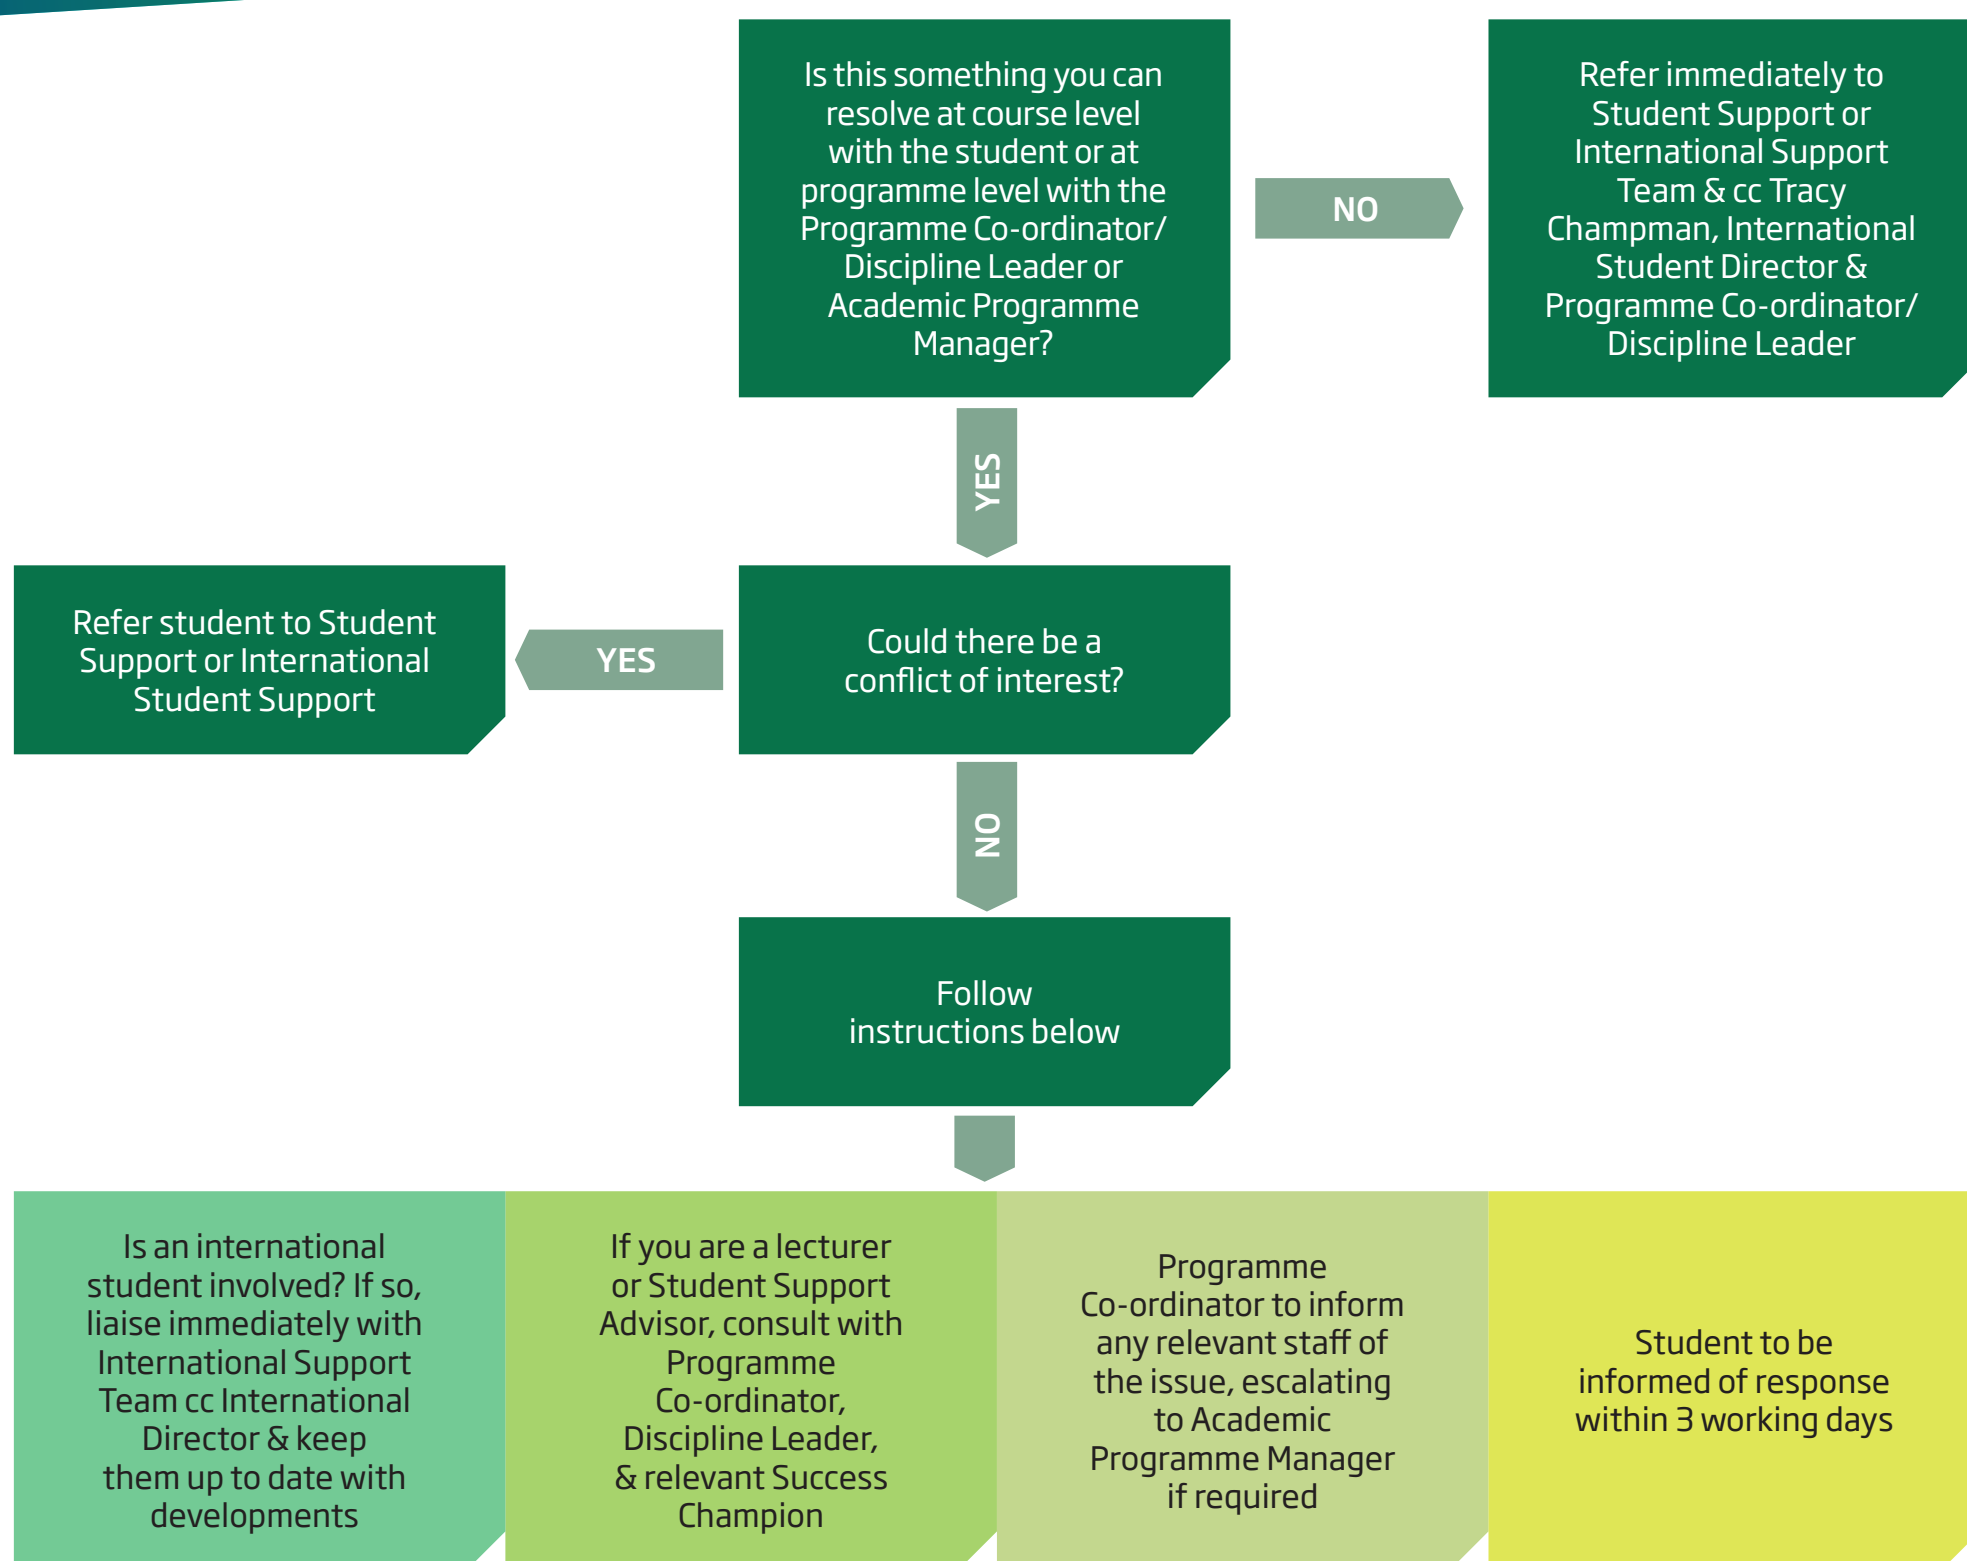 Is this something you can
resolve at course level
with the student or at
programme level with the
Programme Co-ordinator/
Discipline Leader or
Academic Programme
Manager?
NO
Refer immediately to
Student Support or
International Support
Team & cc Tracy
Champman, International
Student Director &
Programme Co-ordinator/
Discipline Leader
YES
Could there be a
conflict of interest?
YES
Refer student to Student
Support or International
Student Support
NO
Follow
instructions below
Is an international
student involved? If so,
liaise immediately with
International Support
Team cc International
Director & keep
them up to date with
developments
If you are a lecturer
or Student Support
Advisor, consult with
Programme
Co-ordinator,
Discipline Leader,
& relevant Success
Champion
Programme
Co-ordinator to inform
any relevant staff of
the issue, escalating
to Academic
Programme Manager
if required
Student to be
informed of response
within 3 working days